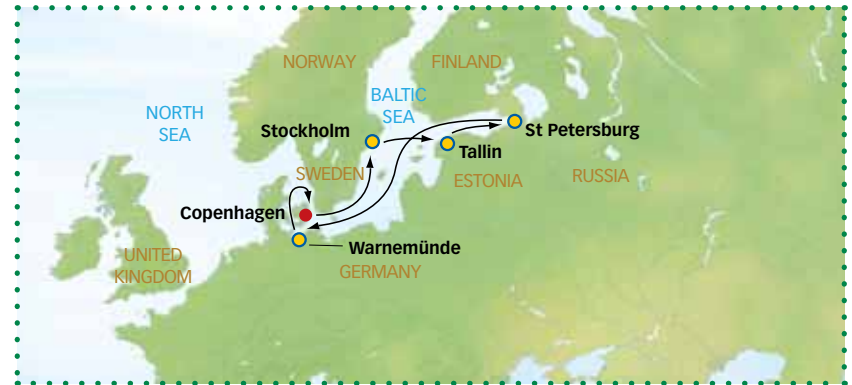 NORWAY
FINLAND
NORTH
SEA
BALTIC
SEA
Stockholm
St Petersburg
Tallin
SWEDEN
ESTONIA
RUSSIA
Copenhagen
Warnemünde
UNITED
KINGDOM
GERMANY